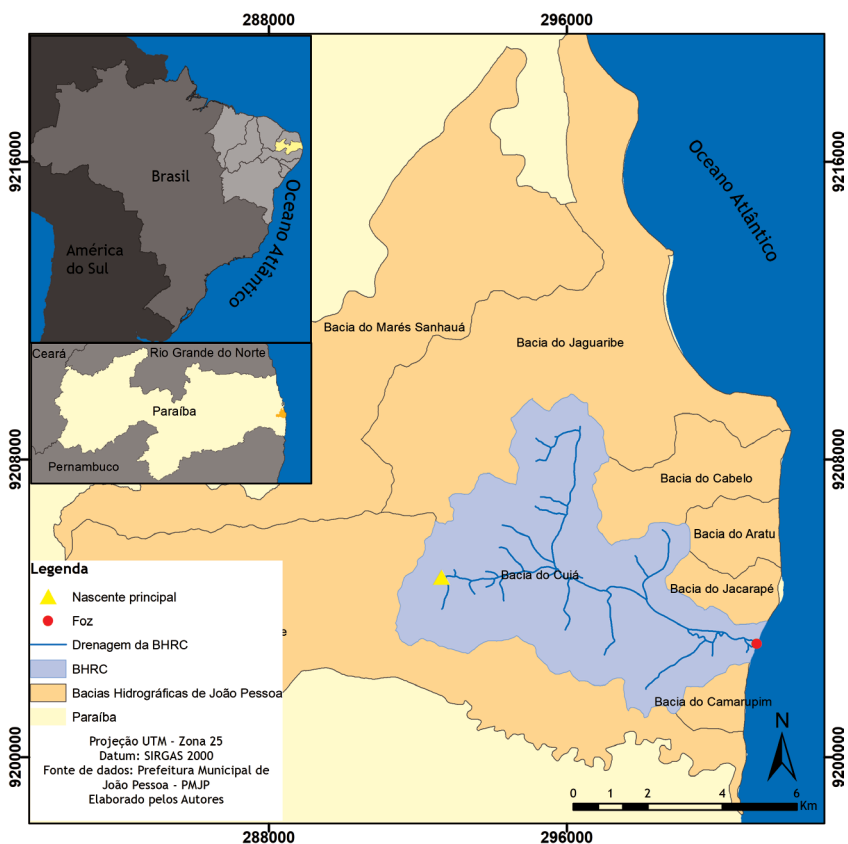 288000
296000
9216000
9208000
9200000
9216000
9208000
9200000
Brasil
América
do Sul
Oceano Atlântico
Oceano Atlântico
Ceará
Rio Grande do Norte
Paraíba
Pernambuco
Bacia do Marés Sanhauá
Bacia do Jaguaribe
Bacia do Cabelo
Bacia do Aratu
Bacia do Jacarapé
Bacia do Cuiá
Bacia do Camarupim
e
Legenda
Nascente principal
Foz
Drenagem da BHRC
BHRC
Bacias Hidrográficas de João Pessoa
Paraíba
Projeção UTM - Zona 25
Datum: SIRGAS 2000
Fonte de dados: Prefeitura Municipal de
João Pessoa - PMJP
Elaborado pelos Autores
N
0 1 2 4 6
Km
288000
296000